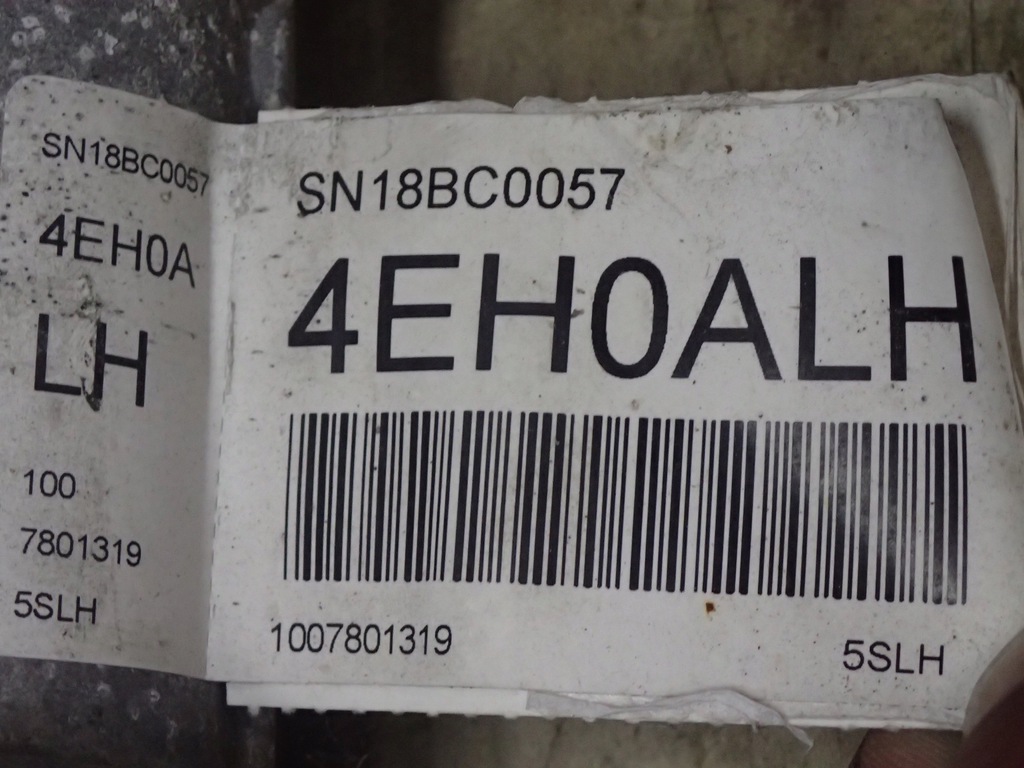 SN18BC0057
4EH0A
LH
100
7801319
5SLH
SN18BC0057
4EH0ALH
1007801319
5SLH